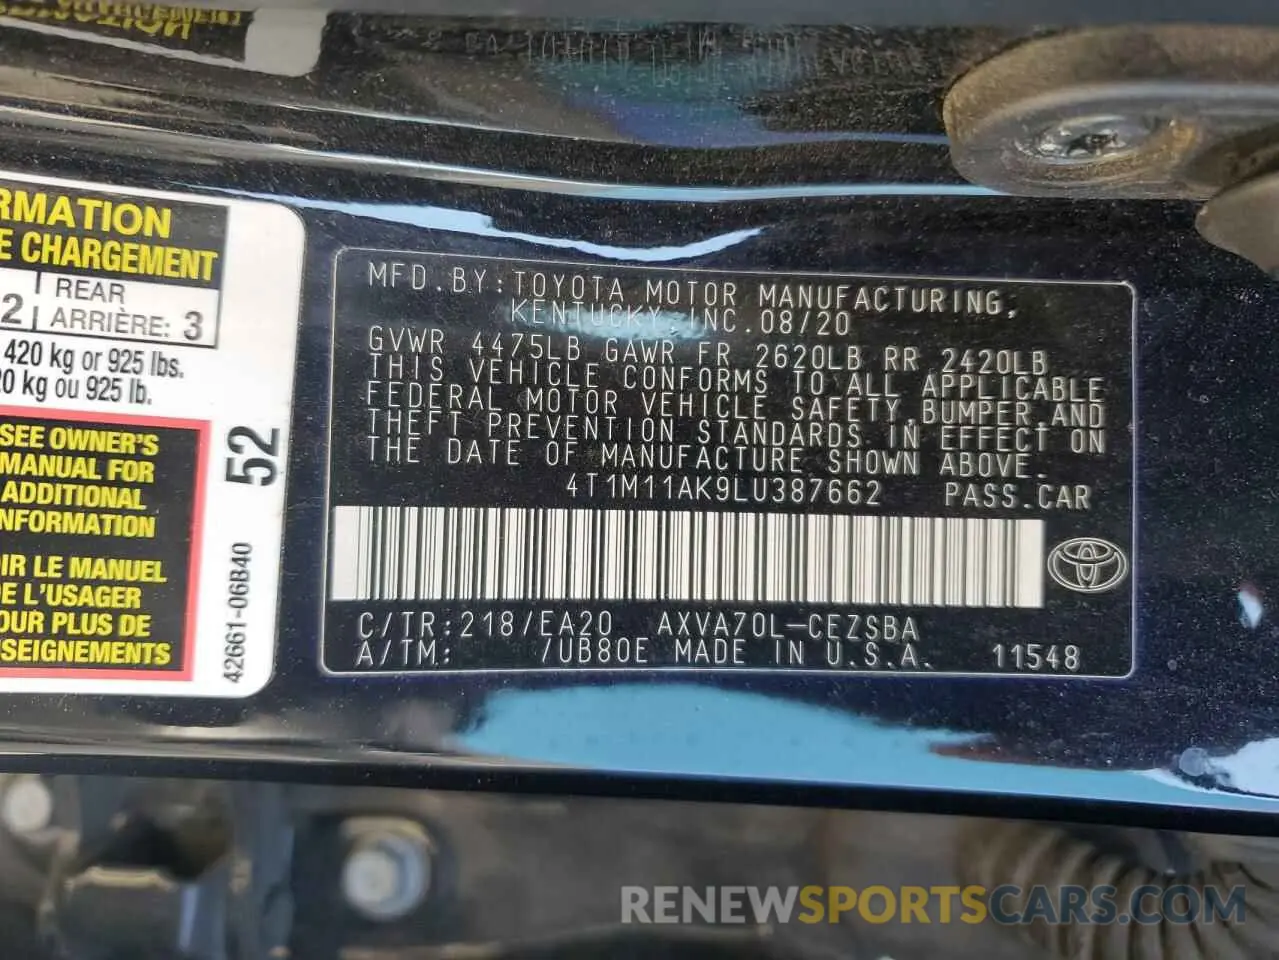 RMATION
E CHARGEMENT
2 REAR
ARRIÈRE: 3
420 kg or 925 lbs.
20 kg ou 925 lb.
SEE OWNER'S
MANUAL FOR
ADDITIONAL
NFORMATION
IR LE MANUEL
E L'USAGER
OUR PLUS DE
SEIGNEMENTS
52
42661-06B40
MFD.BY:TOYOTA MOTOR MANUFACTURING,
KENTUCKY, INC.08/20
GVWR 4475LB GAWR FR 2620LB RR 2420LB
THIS VEHICLE CONFORMS TO ALL APPLICABLE
FEDERAL MOTOR VEHICLE SAFETY,BUMPER,AND
THEFT PREVENTION STANDARDS IN EFFECT ON
THE DATE OF MANUFACTURE SHOWN ABOVE.
4T1M11AK9LU387662 PASS.CAR
C/TR:218/EA20 AXVA70L-CEZSBA
A/TM: /UB80E MADE IN U.S.A. 11548
RENEWSPORTSCARS.COM